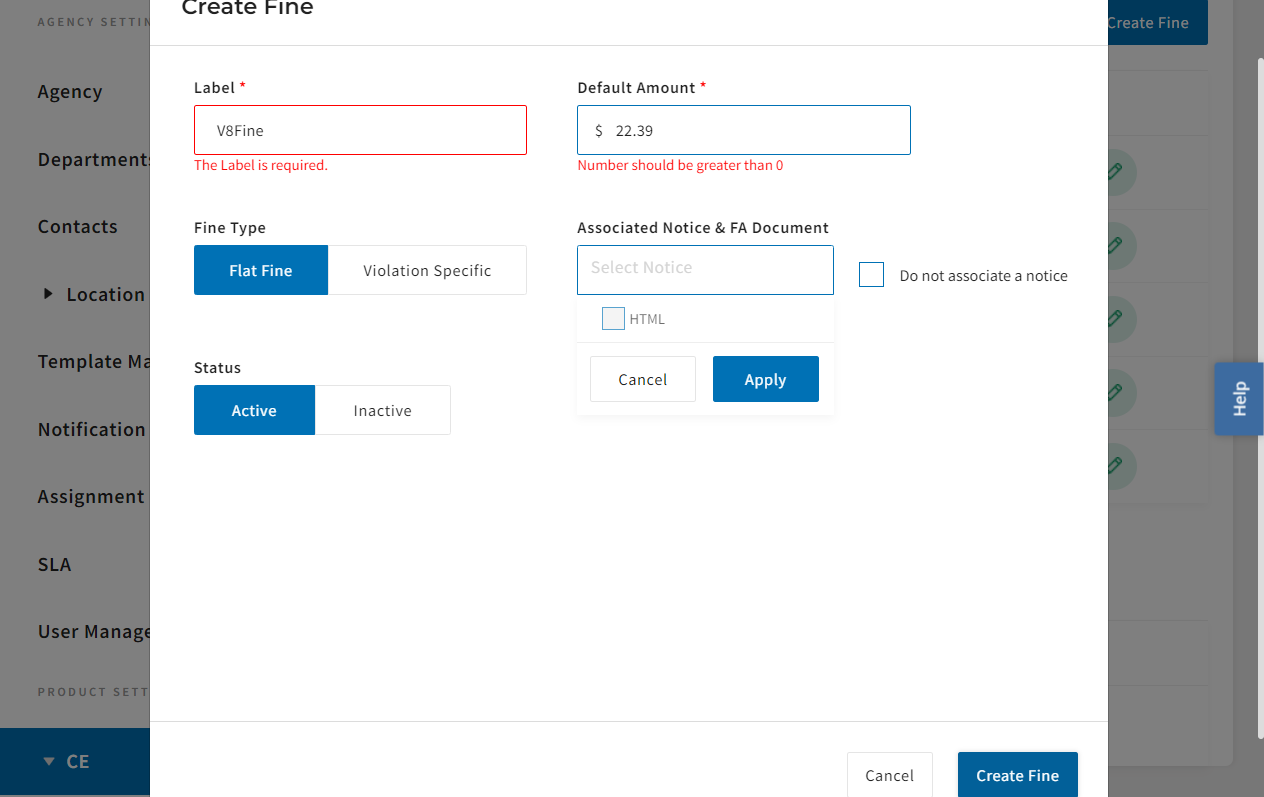 Create Fine
AGENCY SETTIN
Create Fine
Agency
Departments
Contacts
Location
Template Ma
Notification
Assignment
SLA
User Manage
PRODUCT SETT
CE
Label *
V8Fine
The Label is required.
Default Amount *
$ 22.39
Number should be greater than 0
Fine Type
Flat Fine
Violation Specific
Associated Notice & FA Document
Select Notice
Do not associate a notice
HTML
Cancel
Apply
Status
Active
Inactive
Help
Cancel
Create Fine